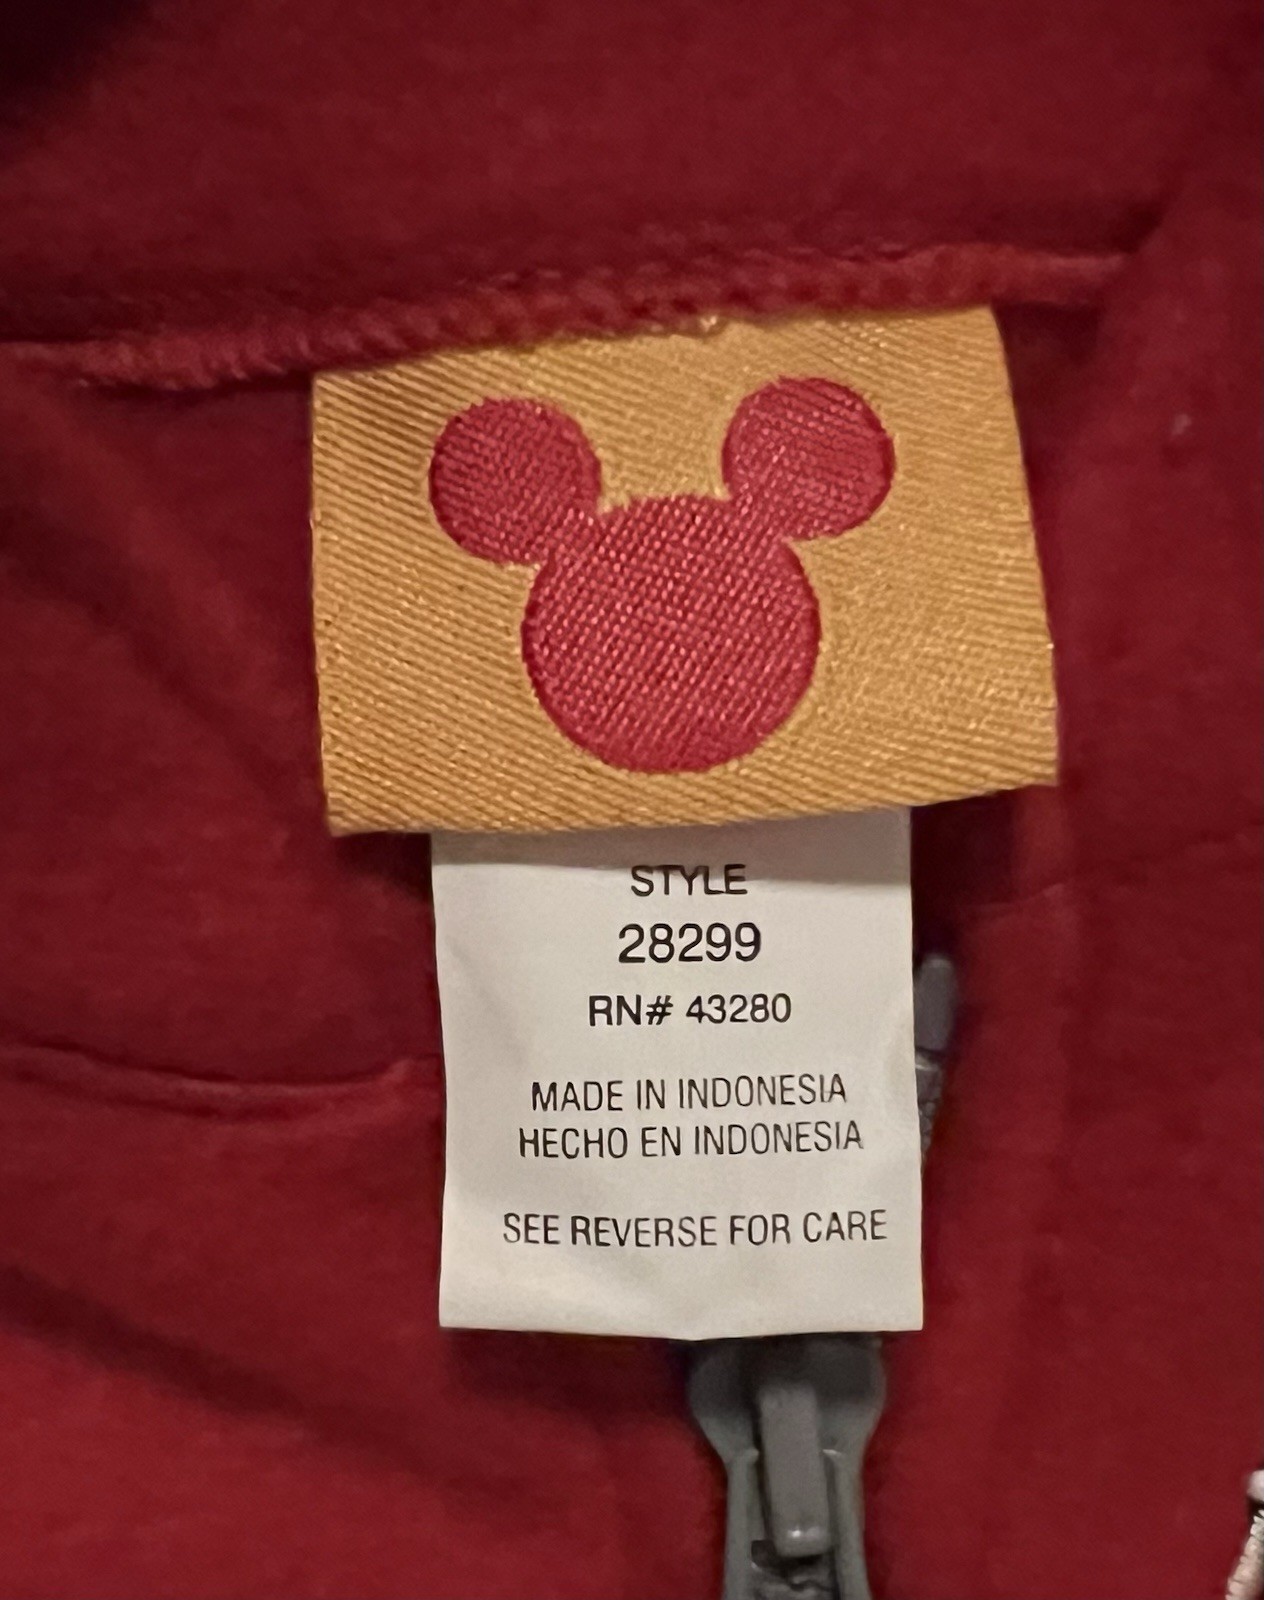 STYLE
28299
RN# 43280
MADE IN INDONESIA
HECHO EN INDONESIA
SEE REVERSE FOR CARE